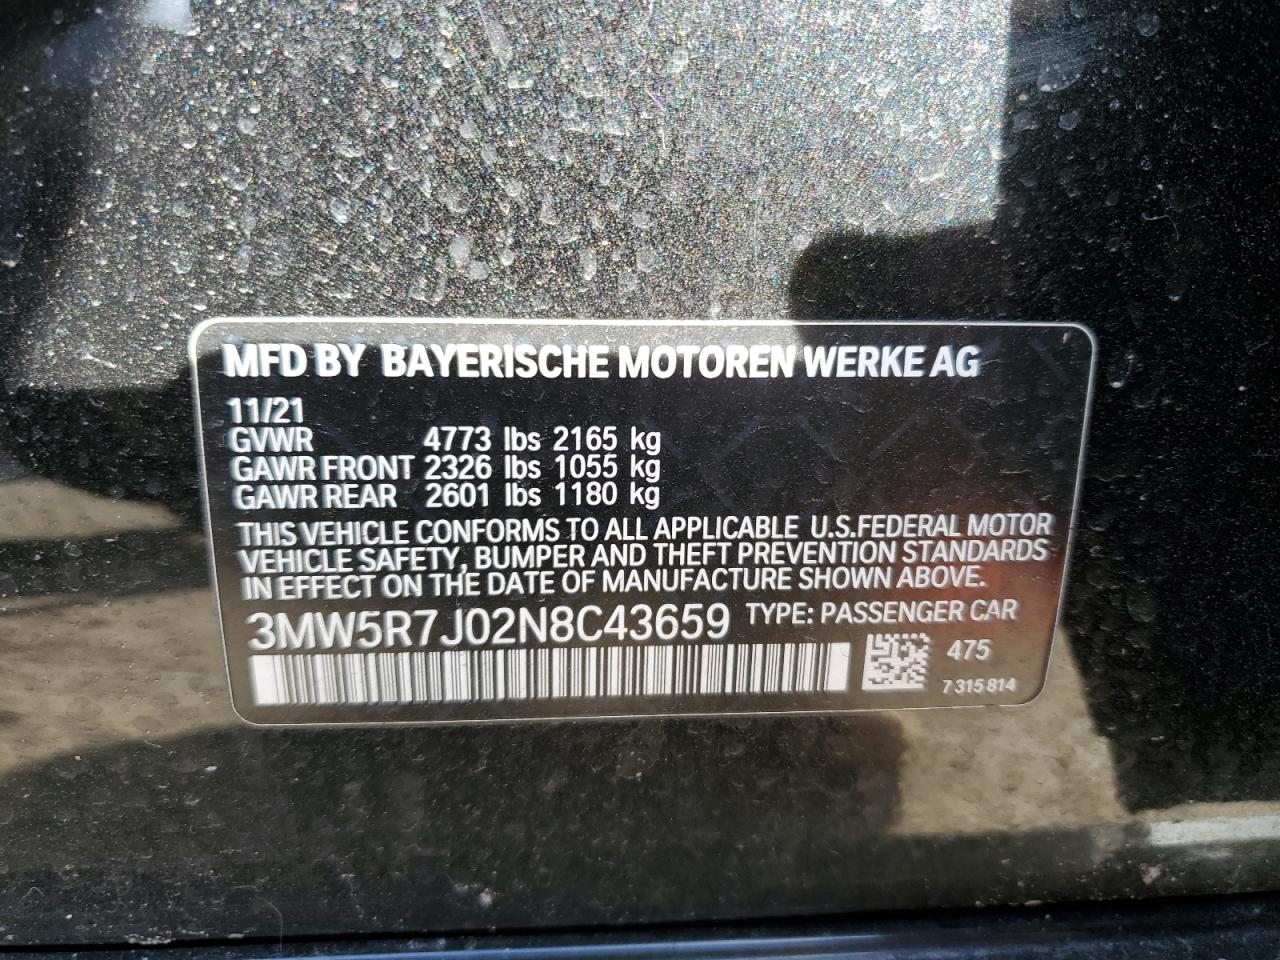 MFD BY BAYERISCHE MOTOREN WERKE AG
11/21
GVWR 4773 lbs 2165 kg
GAWR FRONT 2326 lbs 1055 kg
GAWR REAR 2601 lbs 1180 kg
THIS VEHICLE CONFORMS TO ALL APPLICABLE U.S.FEDERAL MOTOR
VEHICLE SAFETY, BUMPER AND THEFT PREVENTION STANDARDS
IN EFFECT ON THE DATE OF MANUFACTURE SHOWN ABOVE.
3MW5R7J02N8C43659 TYPE: PASSENGER CAR
475
7 315 814